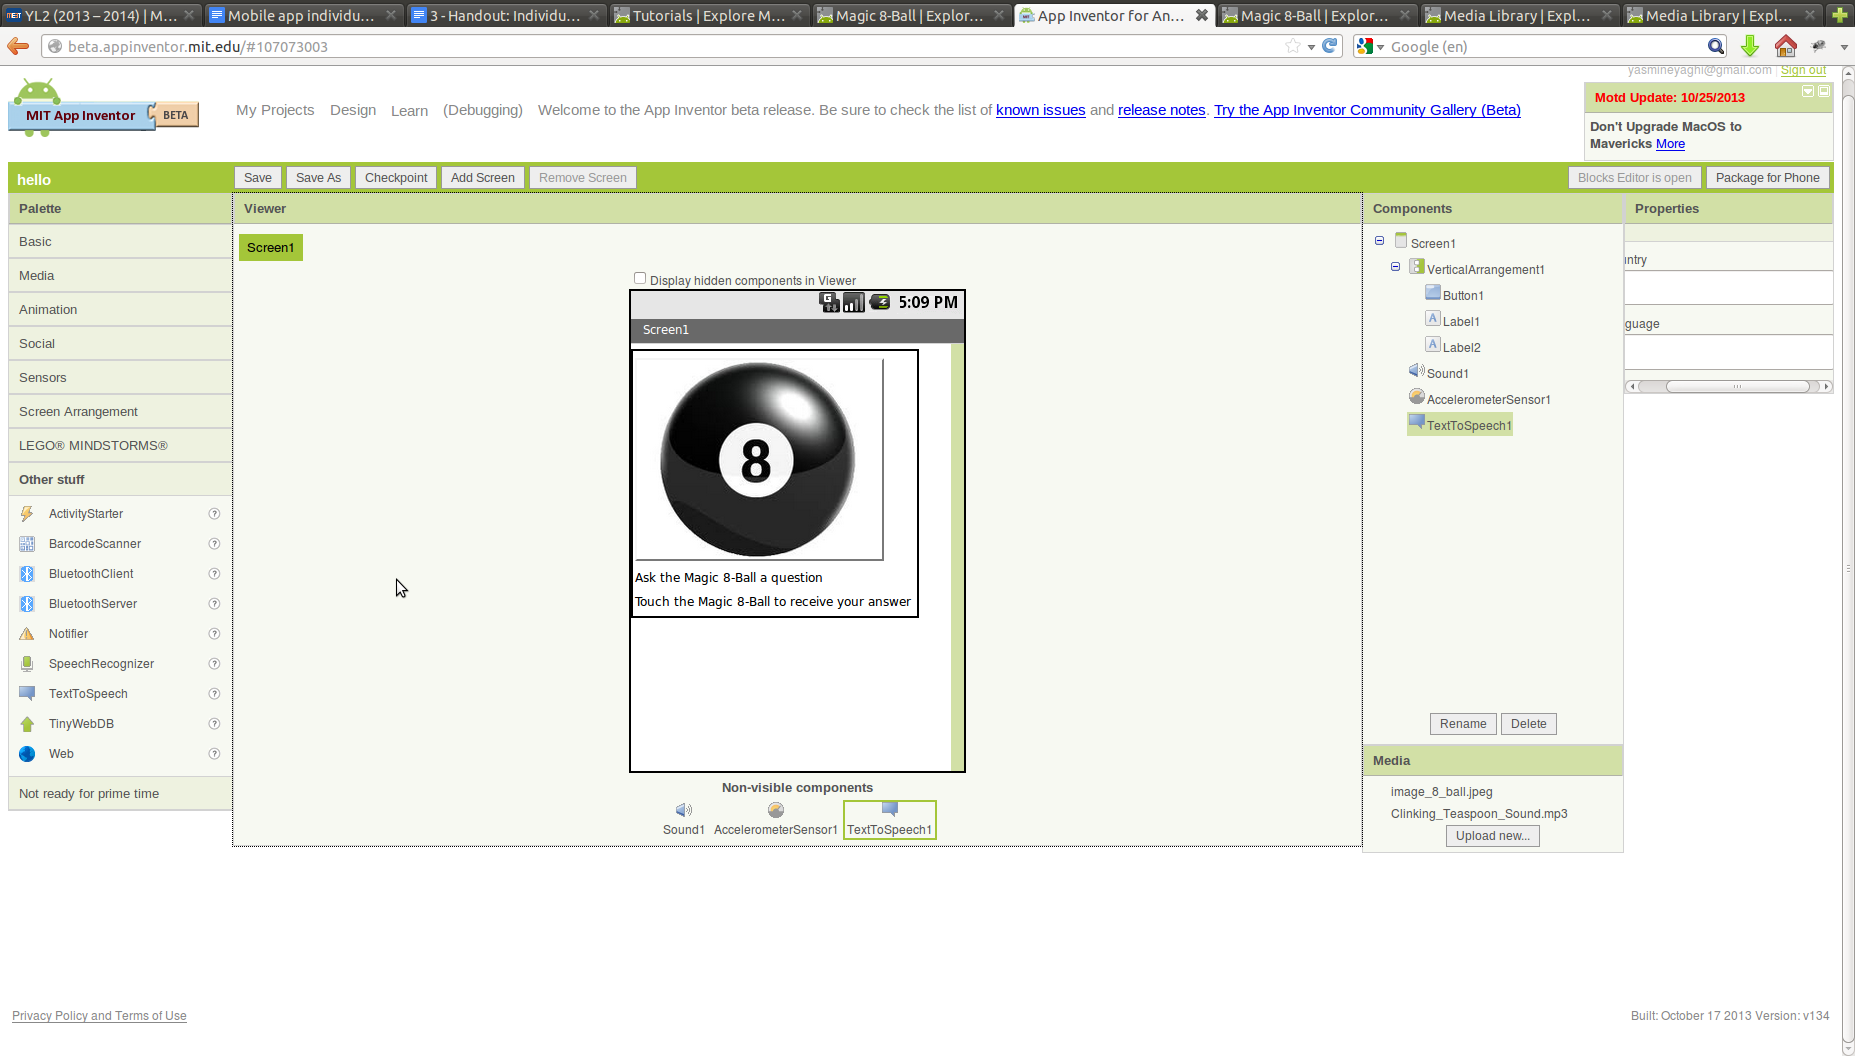 YL2 (2013 – 2014) | M...
Mobile app individu...
3 - Handout: Individu...
Tutorials | Explore M...
Magic 8-Ball | Explor...
App Inventor for An...
Magic 8-Ball | Explor...
Media Library | Expl...
Media Library | Expl...
beta.appinventor.mit.edu/#107073003
Google (en)
yasmineyaghi@gmail.com | Sign out
MIT App Inventor BETA
My Projects Design Learn (Debugging) Welcome to the App Inventor beta release. Be sure to check the list of known issues and release notes. Try the App Inventor Community Gallery (Beta)
Motd Update: 10/25/2013
Don't Upgrade MacOS to
Mavericks More
hello
Save Save As Checkpoint Add Screen Remove Screen
Blocks Editor is open Package for Phone
Palette
Basic
Media
Animation
Social
Sensors
Screen Arrangement
LEGO® MINDSTORMS®
Other stuff
ActivityStarter ?
BarcodeScanner ?
BluetoothClient ?
BluetoothServer ?
Notifier ?
SpeechRecognizer ?
TextToSpeech ?
TinyWebDB ?
Web ?
Not ready for prime time
Viewer
Screen1
Display hidden components in Viewer
G 5:09 PM
Screen1
8
Ask the Magic 8-Ball a question
Touch the Magic 8-Ball to receive your answer
Non-visible components
Sound1 AccelerometerSensor1 TextToSpeech1
Components
Screen1
VerticalArrangement1
Button1
A Label1
A Label2
Sound1
AccelerometerSensor1
TextToSpeech1
Rename Delete
Media
image_8_ball.jpeg
Clinking_Teaspoon_Sound.mp3
Upload new...
Properties
ntry
guage
Privacy Policy and Terms of Use
Built: October 17 2013 Version: v134